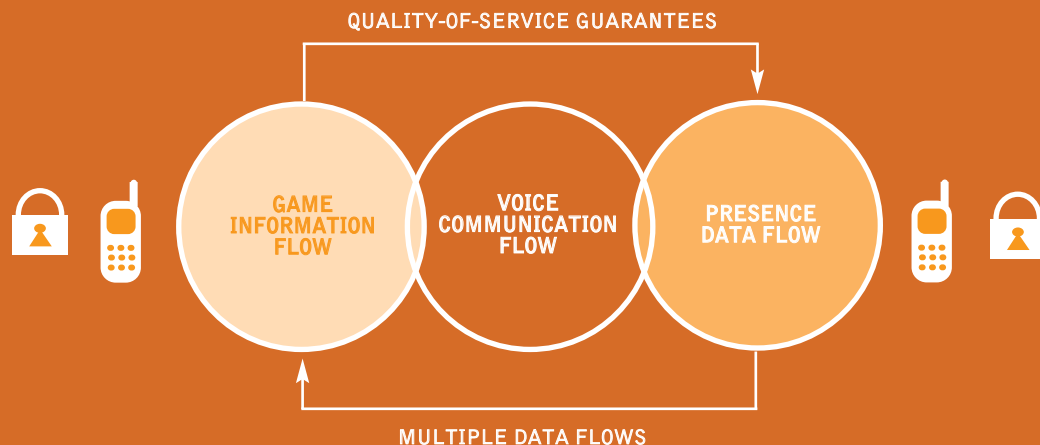 QUALITY-OF-SERVICE GUARANTEES
GAME
INFORMATION
FLOW
VOICE
COMMUNICATION
FLOW
PRESENCE
DATA FLOW
MULTIPLE DATA FLOWS